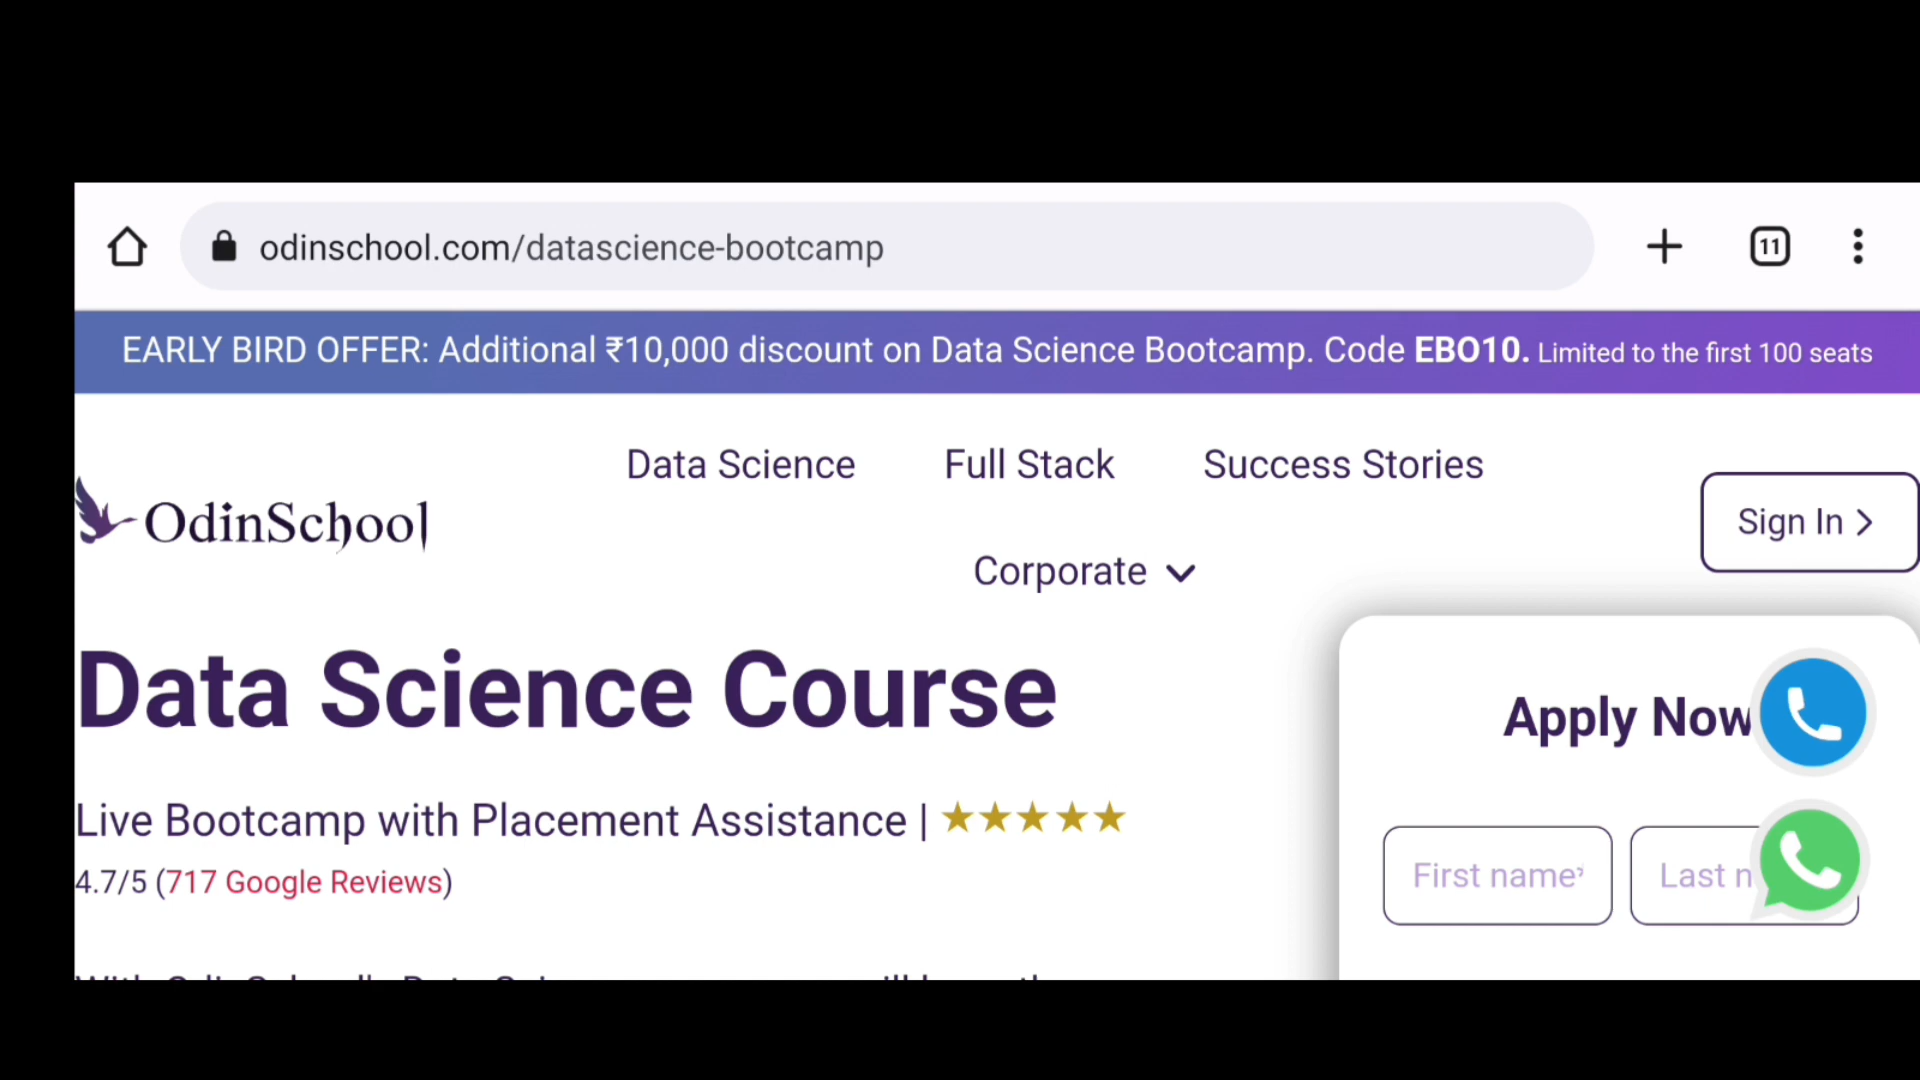 odinschool.com/datascience-bootcamp
11
EARLY BIRD OFFER: Additional ₹10,000 discount on Data Science Bootcamp. Code EBO10. Limited to the first 100 seats
Data Science Full Stack Success Stories
OdinSchool
Sign In
Corporate
Data Science Course
Apply Now
Live Bootcamp with Placement Assistance | ★★★★★
4.7/5 (717 Google Reviews)
First name
Last n